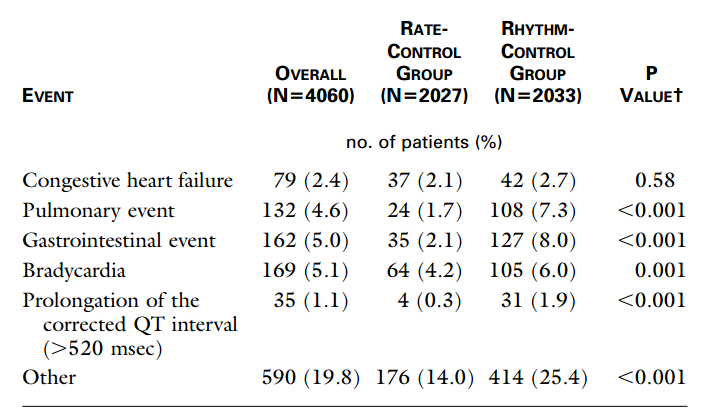 EVENT OVERALL (N=4060) RATE-CONTROL GROUP (N=2027) RHYTHM-CONTROL GROUP (N=2033) P VALUE†
no. of patients (%)
Congestive heart failure 79 (2.4) 37 (2.1) 42 (2.7) 0.58
Pulmonary event 132 (4.6) 24 (1.7) 108 (7.3) <0.001
Gastrointestinal event 162 (5.0) 35 (2.1) 127 (8.0) <0.001
Bradycardia 169 (5.1) 64 (4.2) 105 (6.0) 0.001
Prolongation of the 35 (1.1) 4 (0.3) 31 (1.9) <0.001
corrected QT interval
(>520 msec)
Other 590 (19.8) 176 (14.0) 414 (25.4) <0.001